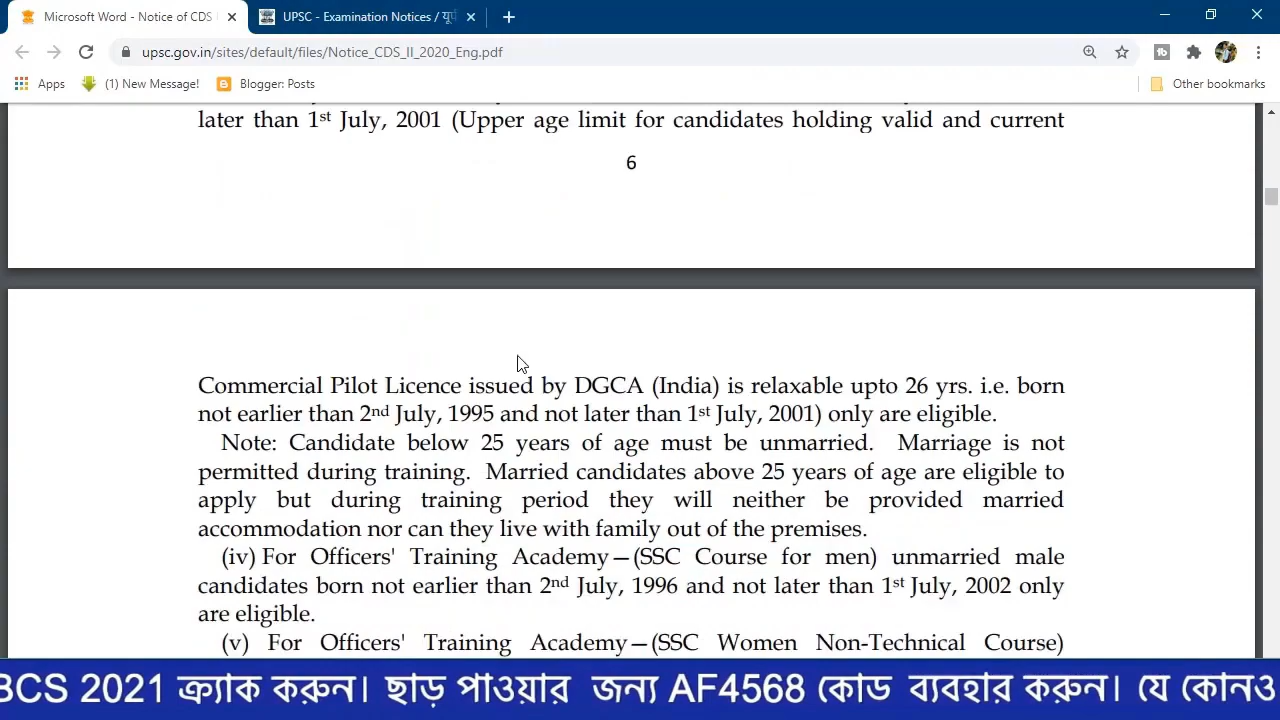 Microsoft Word - Notice of CDS
UPSC - Examination Notices /
upsc.gov.in/sites/default/files/Notice_CDS_II_2020_Eng.pdf
Apps
(1) New Message!
Blogger: Posts
Other bookmarks
later than 1st July, 2001 (Upper age limit for candidates holding valid and current
6
Commercial Pilot Licence issued by DGCA (India) is relaxable upto 26 yrs. i.e. born
not earlier than 2nd July, 1995 and not later than 1st July, 2001) only are eligible.
Note: Candidate below 25 years of age must be unmarried. Marriage is not
permitted during training. Married candidates above 25 years of age are eligible to
apply but during training period they will neither be provided married
accommodation nor can they live with family out of the premises.
(iv) For Officers' Training Academy—(SSC Course for men) unmarried male
candidates born not earlier than 2nd July, 1996 and not later than 1st July, 2002 only
are eligible.
(v) For Officers' Training Academy—(SSC Women Non-Technical Course)
BCS 2021 ক্র্যাক করুন। ছাড় পাওয়ার জন্য AF4568 কোড ব্যবহার করুন। যে কোনও